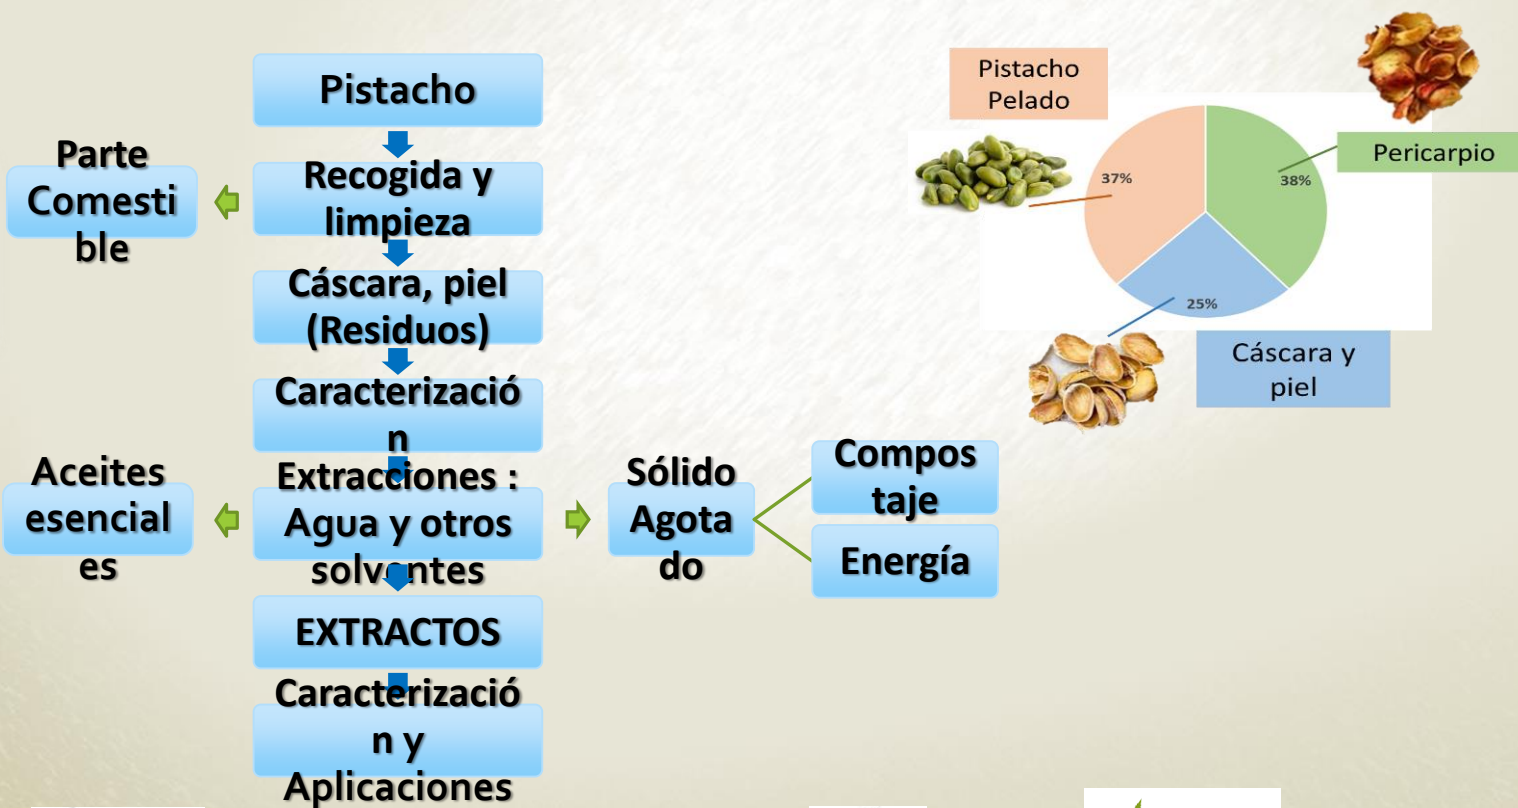 Pistacho
Parte
Comesti
ble
Recogida y
limpieza
Cáscara, piel
(Residuos)
Caracterizació
n
Aceites
esencial
es
Extracciones :
Agua y otros
solventes
Sólido
Agota
do
Compos
taje
Energía
EXTRACTOS
Caracterizació
n y
Aplicaciones
Pistacho
Pelado
Pericarpio
37%
38%
25%
Cáscara y
piel